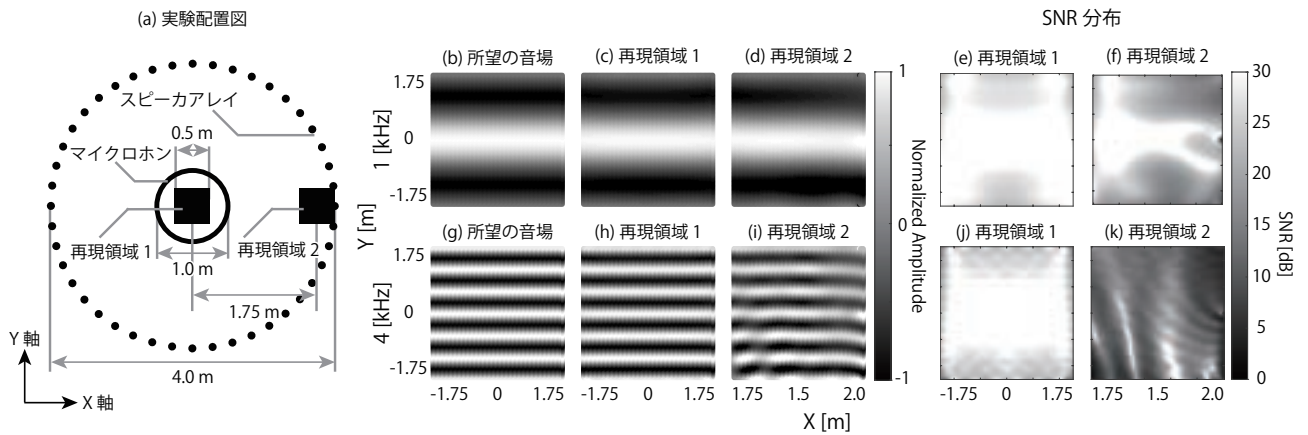 (a) 実験配置図
スピーカアレイ
0.5 m
マイクロホン
再現領域 1
再現領域 2
1.0 m
1.75 m
4.0 m
Y 軸
X 軸
(b) 所望の音場
(c) 再現領域 1
(d) 再現領域 2
1.75
0
-1.75
1 [kHz]
Y [m]
(g) 所望の音場
(h) 再現領域 1
(i) 再現領域 2
1.75
0
-1.75
4 [kHz]
-1.75 0 1.75
-1.75 0 1.75
1.75 1.5 2.0
X [m]
1
0
-1
Normalized Amplitude
SNR 分布
(e) 再現領域 1
(f) 再現領域 2
(j) 再現領域 1
(k) 再現領域 2
-1.75 0 1.75
1.75 1.5 2.0
30
25
20
15
10
5
0
SNR [dB]